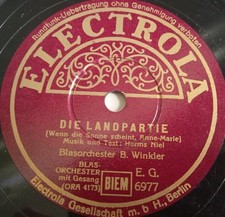 Rundfunk-Uebertragung ohne Genehmigung verboten
ELECTROLA
DIE LANDPARTIE
(Wenn die Sonne scheint, Anne-Marie)
Musik und Text: Herms Niel
Blasorchester B. Winkler
BLAS-
ORCHESTER
mit Gesang
(ORA 4173)
BIEM
E. G.
6977
Electrola Gesellschaft m. b. H., Berlin